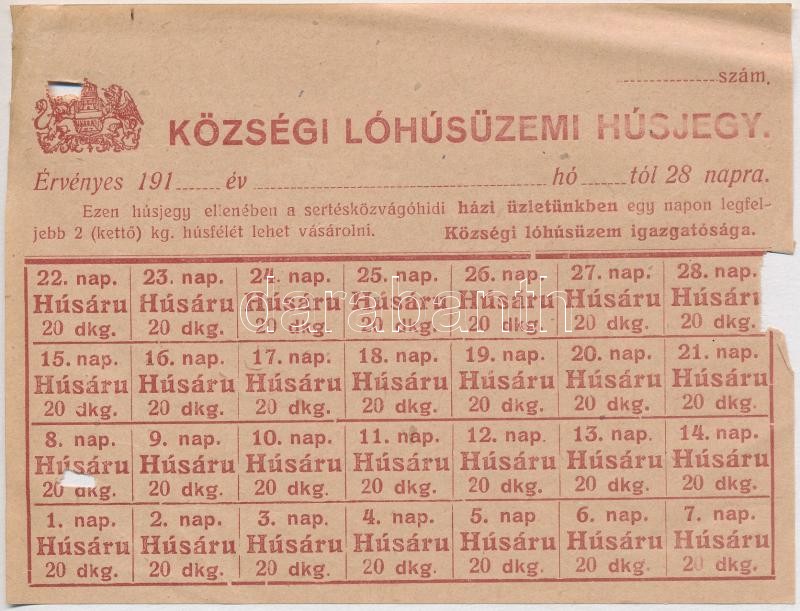 szám.
KÖZSÉGI LÓHÚSÜZEMI HÚSJEGY.
Érvényes 191 év hó tól 28 napra.
Ezen húsjegy ellenében a sertésközvágóhidi házi üzletünkben egy napon legfel-
jebb 2 (kettő) kg. húsfélét lehet vásárolni. Községi lóhúsüzem igazgatósága.
22. nap. 23. nap. 24. nap. 25. nap. 26. nap. 27. nap. 28. nap.
Húsáru Húsáru Húsáru Húsáru Húsáru Húsáru Húsáru
20 dkg. 20 dkg. 20 dkg. 20 dkg. 20 dkg. 20 dkg. 20 dkg.
darabanth
15. nap. 16. nap. 17. nap. 18. nap. 19. nap. 20. nap. 21. nap.
Húsáru Húsáru Húsáru Húsáru Húsáru Húsáru Húsáru
20 dkg. 20 dkg. 20 dkg. 20 dkg. 20 dkg. 20 dkg. 20 dkg.
8. nap. 9. nap. 10. nap. 11. nap. 12. nap. 13. nap. 14. nap.
Húsáru Húsáru Húsáru Húsáru Húsáru Húsáru Húsáru
20 dkg. 20 dkg. 20 dkg. 20 dkg. 20 dkg. 20 dkg. 20 dkg.
1. nap. 2. nap. 3. nap. 4. nap. 5. nap 6. nap. 7. nap.
Húsáru Húsáru Húsáru Húsáru Húsáru Húsáru Húsáru
20 dkg. 20 dkg. 20 dkg. 20 dkg. 20 dkg. 20 dkg. 20 dkg.